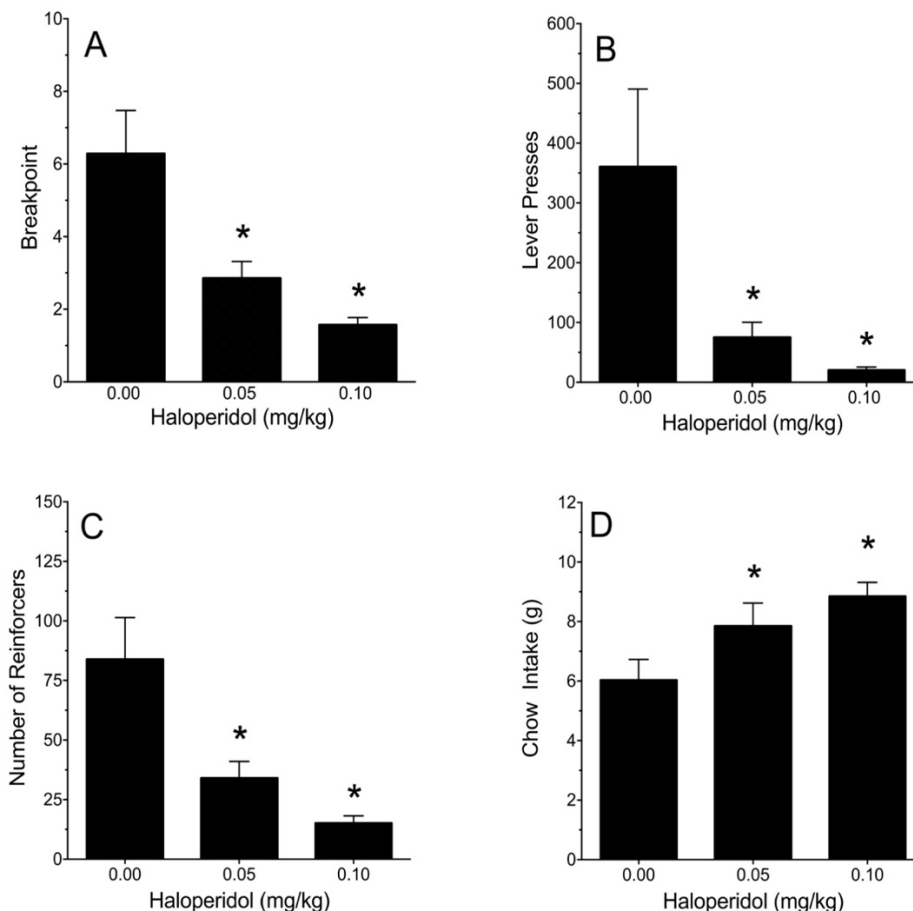 A
Breakpoint
10
8
6
4
2
0
*
*
0.00 0.05 0.10
Haloperidol (mg/kg)
B
Lever Presses
600
500
400
300
200
100
0
*
*
0.00 0.05 0.10
Haloperidol (mg/kg)
C
Number of Reinforcers
150
125
100
75
50
25
0
*
*
0.00 0.05 0.10
Haloperidol (mg/kg)
D
Chow Intake (g)
12
10
8
6
4
2
0
*
*
0.00 0.05 0.10
Haloperidol (mg/kg)